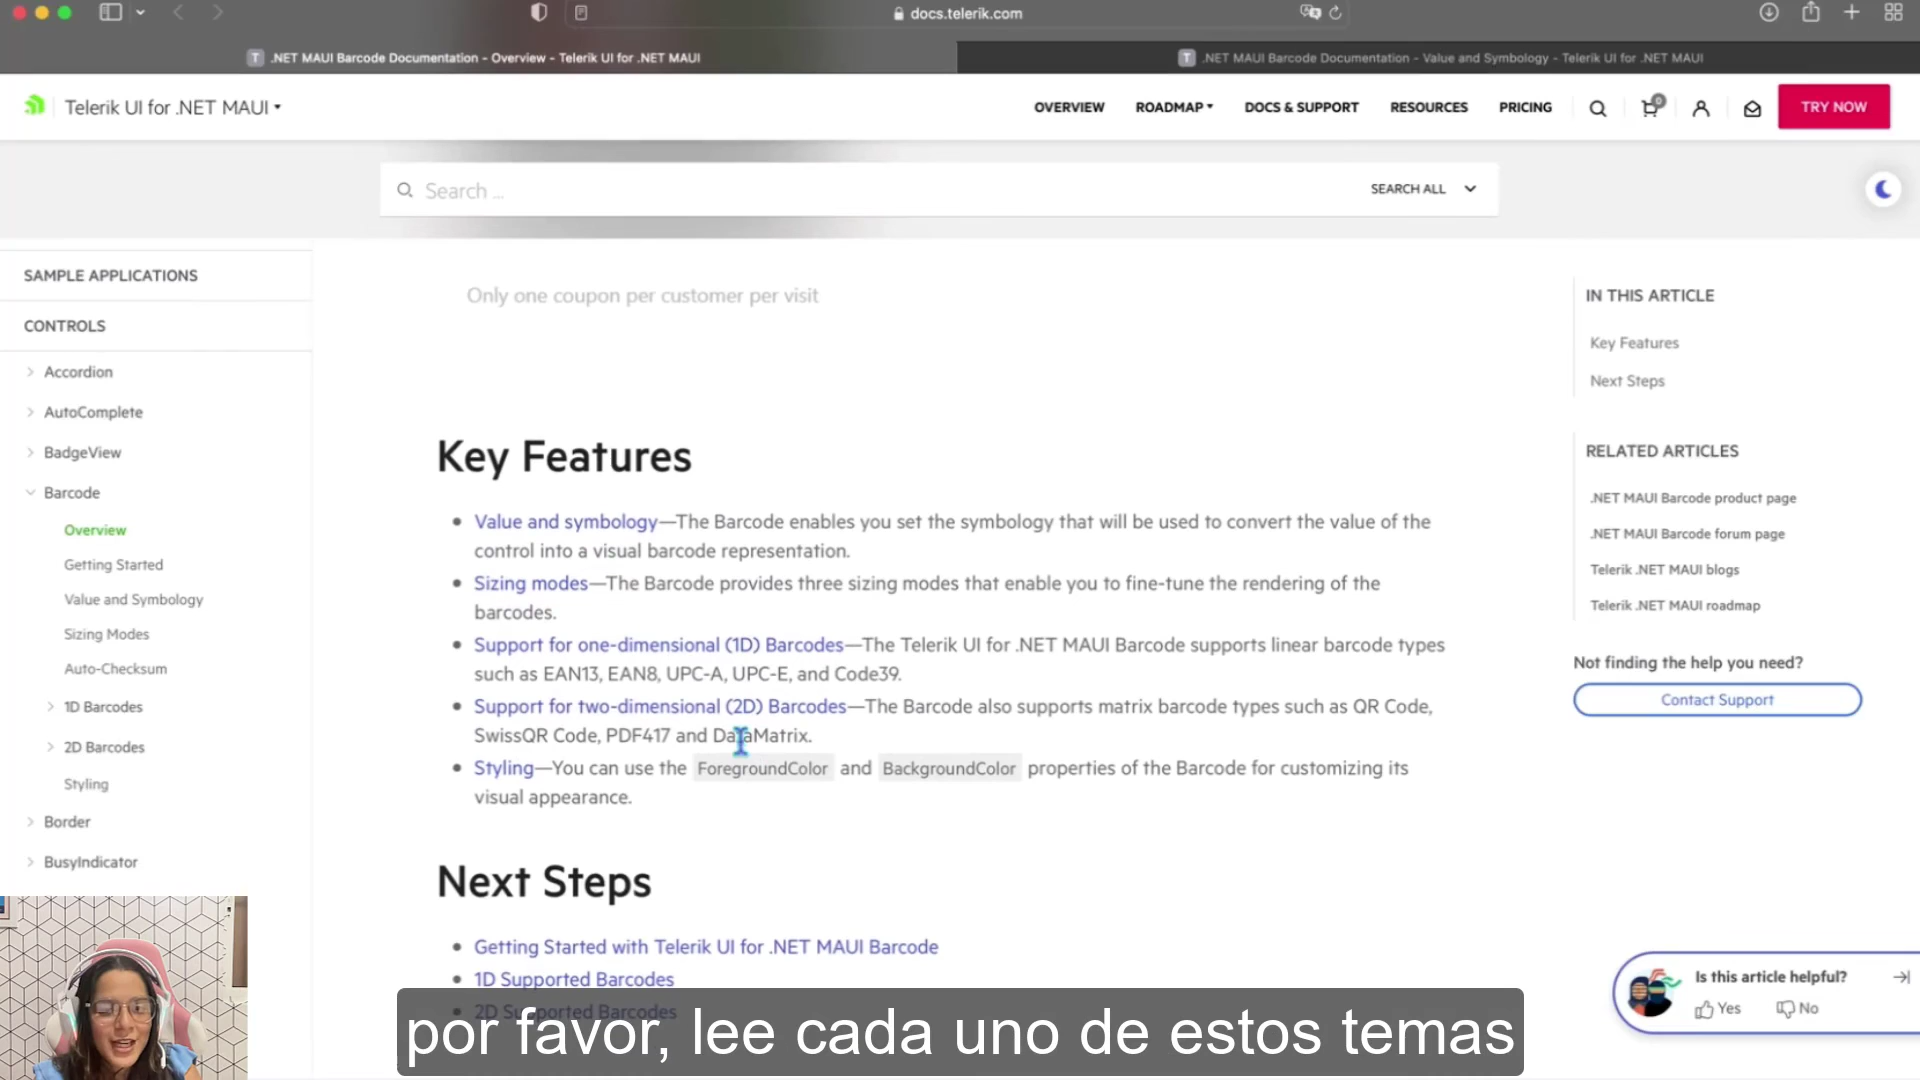 docs.telerik.com
T .NET MAUI Barcode Documentation - Overview - Telerik UI for .NET MAUI
T .NET MAUI Barcode Documentation - Value and Symbology - Telerik UI for .NET MAUI
Telerik UI for .NET MAUI
OVERVIEW
ROADMAP
DOCS & SUPPORT
RESOURCES
PRICING
0
TRY NOW
Search ...
SEARCH ALL
SAMPLE APPLICATIONS
CONTROLS
Accordion
AutoComplete
BadgeView
Barcode
Overview
Getting Started
Value and Symbology
Sizing Modes
Auto-Checksum
1D Barcodes
2D Barcodes
Styling
Border
BusyIndicator
Only one coupon per customer per visit
Key Features
Value and symbology—The Barcode enables you set the symbology that will be used to convert the value of the
control into a visual barcode representation.
Sizing modes—The Barcode provides three sizing modes that enable you to fine-tune the rendering of the
barcodes.
Support for one-dimensional (1D) Barcodes—The Telerik UI for .NET MAUI Barcode supports linear barcode types
such as EAN13, EAN8, UPC-A, UPC-E, and Code39.
Support for two-dimensional (2D) Barcodes—The Barcode also supports matrix barcode types such as QR Code,
SwissQR Code, PDF417 and DataMatrix.
Styling—You can use the ForegroundColor and BackgroundColor properties of the Barcode for customizing its
visual appearance.
Next Steps
Getting Started with Telerik UI for .NET MAUI Barcode
1D Supported Barcodes
2D Supported Barcodes
IN THIS ARTICLE
Key Features
Next Steps
RELATED ARTICLES
.NET MAUI Barcode product page
.NET MAUI Barcode forum page
Telerik .NET MAUI blogs
Telerik .NET MAUI roadmap
Not finding the help you need?
Contact Support
Is this article helpful?
Yes
No
por favor, lee cada uno de estos temas